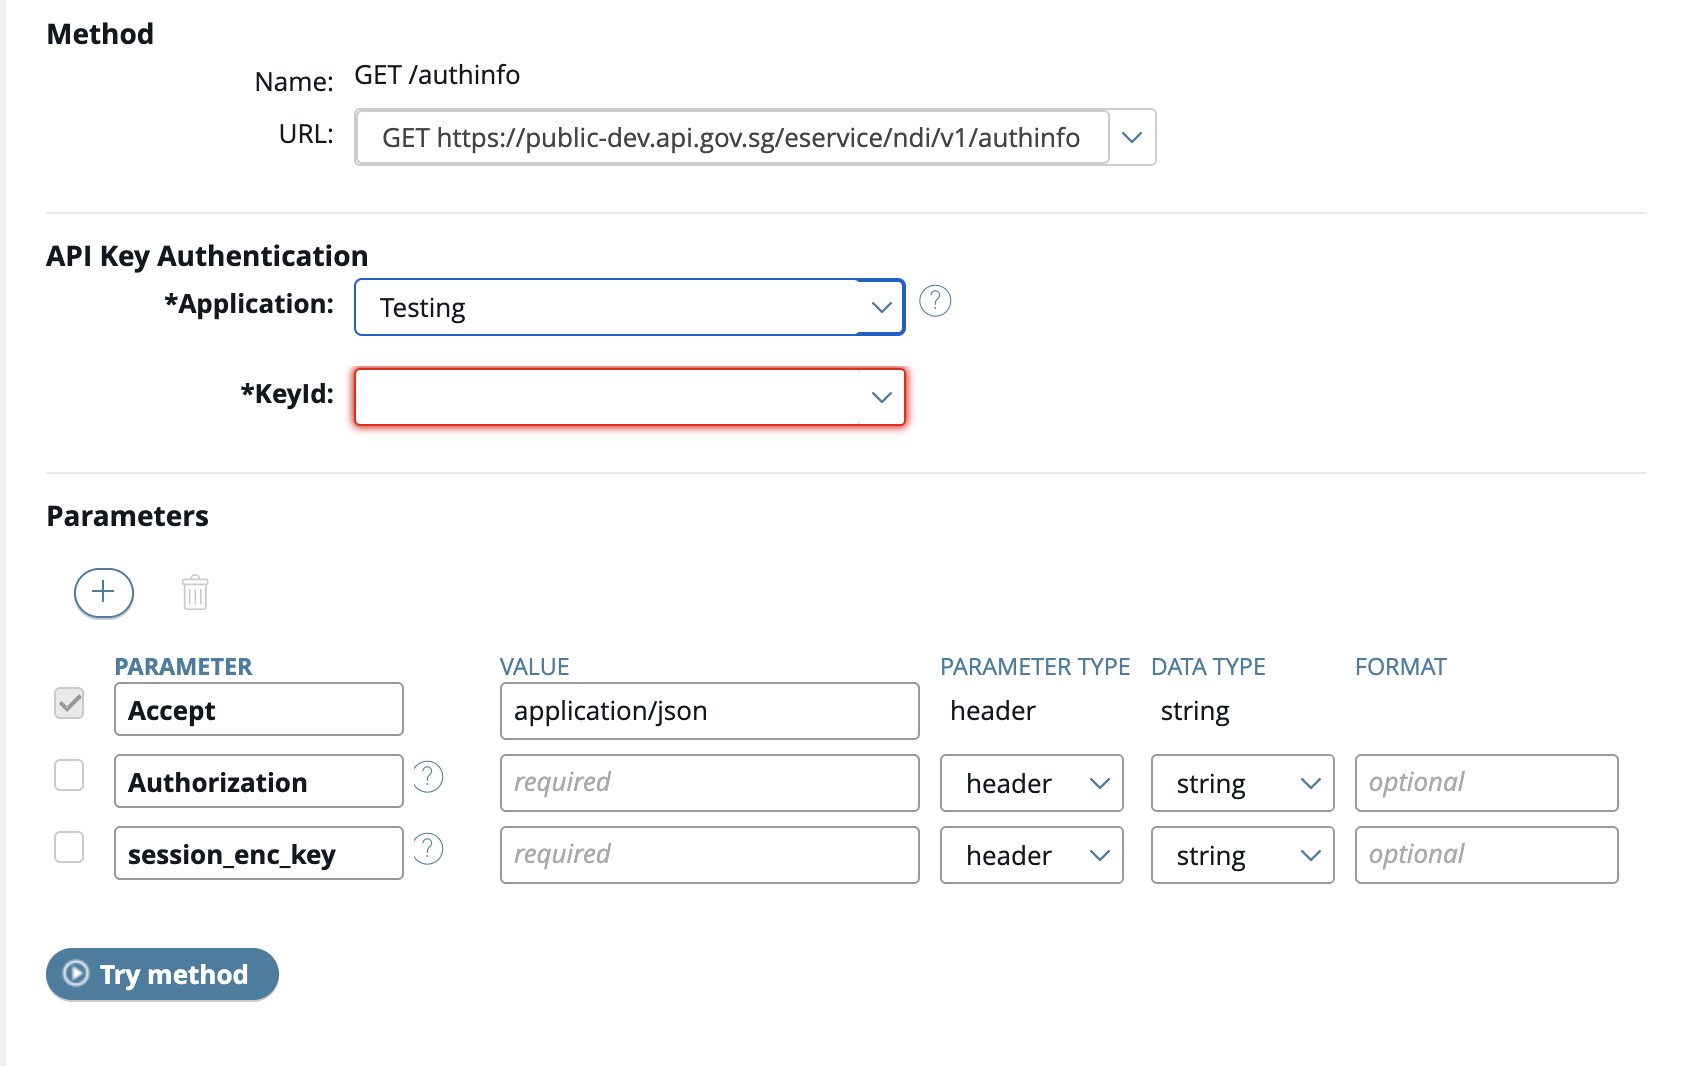 Method
Name: GET /authinfo
URL: GET https://public-dev.api.gov.sg/eservice/ndi/v1/authinfo
API Key Authentication
*Application: Testing ?
*KeyId:
Parameters
PARAMETER VALUE PARAMETER TYPE DATA TYPE FORMAT
Accept application/json header string
Authorization ? required header string optional
session_enc_key ? required header string optional
Try method